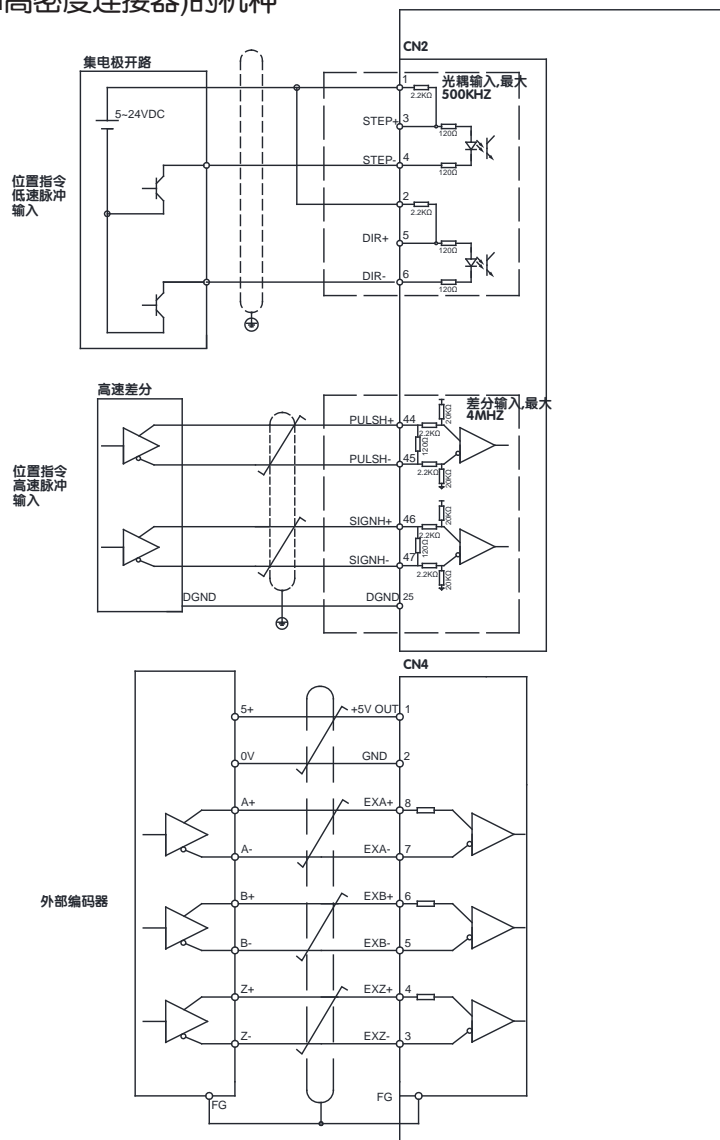 高密度连接器)的机种
CN2
集电极开路
5~24VDC
位置指令
低速脉冲
输入
1
2.2KΩ
光耦输入,最大
500KHZ
STEP+
3
120Ω
STEP-
4
120Ω
2
2.2KΩ
DIR+
5
120Ω
DIR-
6
120Ω
高速差分
位置指令
高速脉冲
输入
差分输入,最大
4MHZ
PULSH+
44
2.2KΩ
20KΩ
120Ω
PULSH-
45
2.2KΩ
20KΩ
SIGNH+
46
2.2KΩ
20KΩ
120Ω
SIGNH-
47
2.2KΩ
20KΩ
DGND
DGND
25
CN4
5+
+5V OUT
1
0V
GND
2
A+
EXA+
8
A-
EXA-
7
外部编码器
B+
EXB+
6
B-
EXB-
5
Z+
EXZ+
4
Z-
EXZ-
3
FG
FG